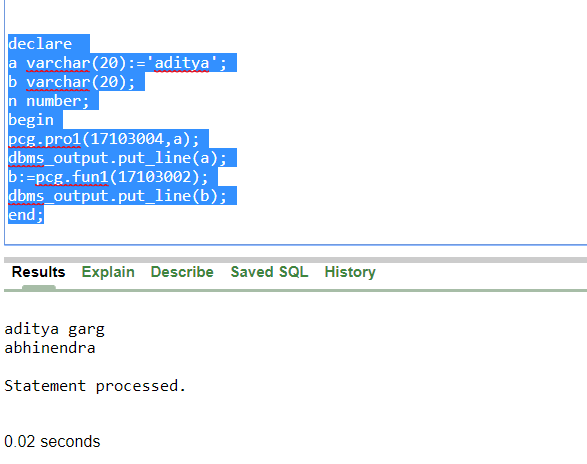 declare
a varchar(20):='aditya';
b varchar(20);
n number;
begin
pcg.pro1(17103004,a);
dbms_output.put_line(a);
b:=pcg.fun1(17103002);
dbms_output.put_line(b);
end;
Results Explain Describe Saved SQL History
aditya garg
abhinendra
Statement processed.
0.02 seconds